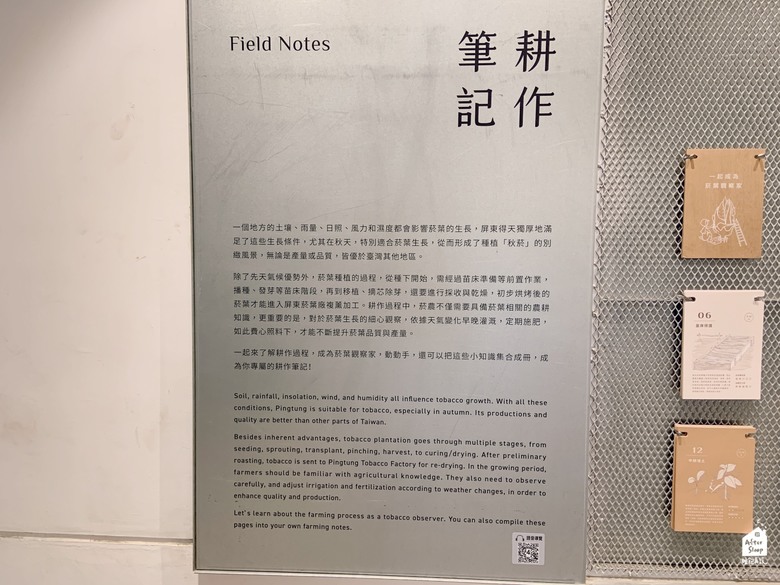 Field Notes
耕作
筆記
一個地方的土壤、雨量、日照、風力和濕度都會影響菸葉的生長，屏東得天獨厚地滿
足了這些生長條件，尤其在秋天，特別適合菸葉生長，從而形成了種植「秋菸」的別
緻風景，無論是產量或品質，皆優於臺灣其他地區。
除了先天氣候優勢外，菸葉種植的過程，從種下開始，需經過苗床準備等前置作業，
播種、發芽等苗床階段，再到移植、摘芯除芽，還要進行採收與乾燥，初步烘烤後的
菸葉才能進入屏東菸葉廠複薰加工。耕作過程中，菸農不僅需要具備菸葉相關的農耕
知識，更重要的是，對於菸葉生長的細心觀察，依據天氣變化早晚灌溉，定期施肥，
如此費心照料下，才能不斷提升菸葉品質與產量。
一起來了解耕作過程，成為菸葉觀察家，動動手，還可以把這些小知識集合成冊，成
為你專屬的耕作筆記!
Soil, rainfall, insolation, wind, and humidity all influence tobacco growth. With all these
conditions, Pingtung is suitable for tobacco, especially in autumn. Its productions and
quality are better than other parts of Taiwan.
Besides inherent advantages, tobacco plantation goes through multiple stages, from
seeding, sprouting, transplant, pinching, harvest, to curing/drying. After preliminary
roasting, tobacco is sent to Pingtung Tobacco Factory for re-drying. In the growing period,
farmers should be familiar with agricultural knowledge. They also need to observe
carefully, and adjust irrigation and fertilization according to weather changes, in order to
enhance quality and production.
Let's learn about the farming process as a tobacco observer. You can also compile these
pages into your own farming notes.
語音導覽
4
一起成為
菸葉觀察家
06
12
After
Sleep